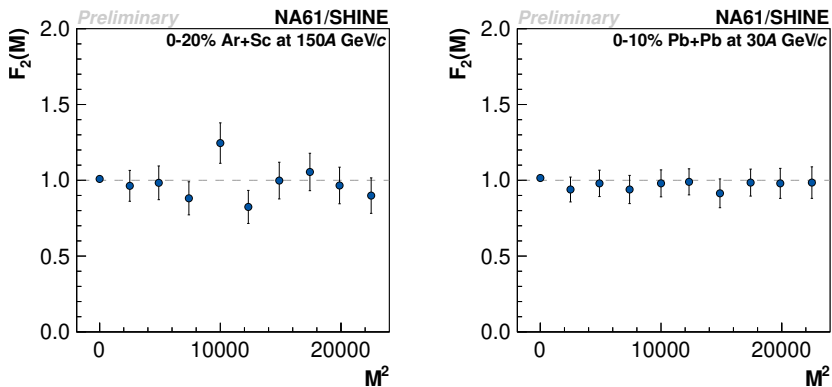 Preliminary NA61/SHINE
0-20% Ar+Sc at 150A GeV/c
F₂(M)
2.0
1.5
1.0
0.5
0.0
0 10000 20000
M²
Preliminary NA61/SHINE
0-10% Pb+Pb at 30A GeV/c
F₂(M)
2.0
1.5
1.0
0.5
0.0
0 10000 20000
M²